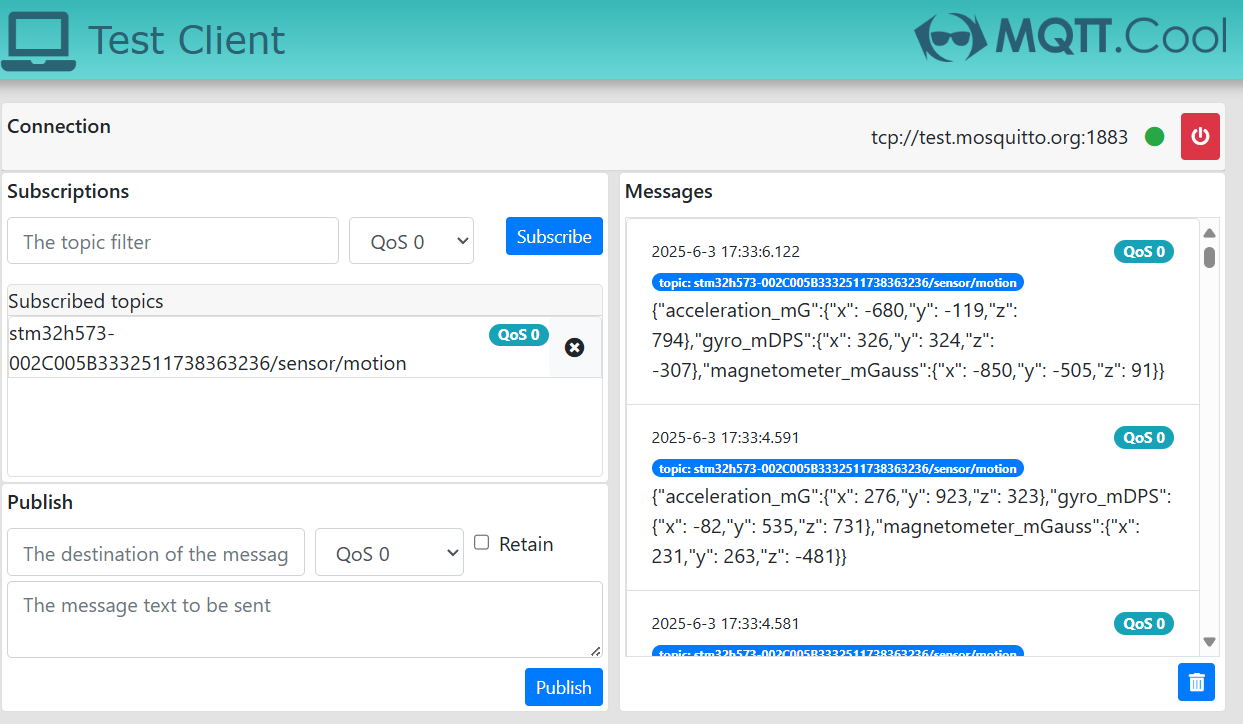 Test Client
MQTT.Cool
Connection
tcp://test.mosquitto.org:1883
Subscriptions
The topic filter
QoS 0
Subscribe
Subscribed topics
stm32h573-
002C005B3332511738363236/sensor/motion
QoS 0
Publish
The destination of the messag
QoS 0
Retain
The message text to be sent
Publish
Messages
2025-6-3 17:33:6.122
QoS 0
topic: stm32h573-002C005B3332511738363236/sensor/motion
{"acceleration_mG":{"x": -680,"y": -119,"z":
794},"gyro_mDPS":{"x": 326,"y": 324,"z":
-307},"magnetometer_mGauss":{"x": -850,"y": -505,"z": 91}}
2025-6-3 17:33:4.591
QoS 0
topic: stm32h573-002C005B3332511738363236/sensor/motion
{"acceleration_mG":{"x": 276,"y": 923,"z": 323},"gyro_mDPS":
{"x": -82,"y": 535,"z": 731},"magnetometer_mGauss":{"x":
231,"y": 263,"z": -481}}
2025-6-3 17:33:4.581
QoS 0
topic: stm32h573-002C005B3332511738363236/sensor/motion